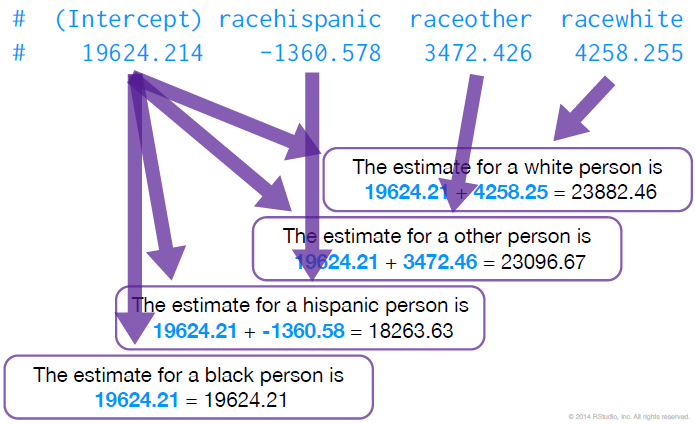 # (Intercept) racehispanic raceother racewhite
# 19624.214 -1360.578 3472.426 4258.255
The estimate for a white person is
19624.21 + 4258.25 = 23882.46
The estimate for a other person is
19624.21 + 3472.46 = 23096.67
The estimate for a hispanic person is
19624.21 + -1360.58 = 18263.63
The estimate for a black person is
19624.21 = 19624.21
© 2014 RStudio, Inc. All rights reserved.